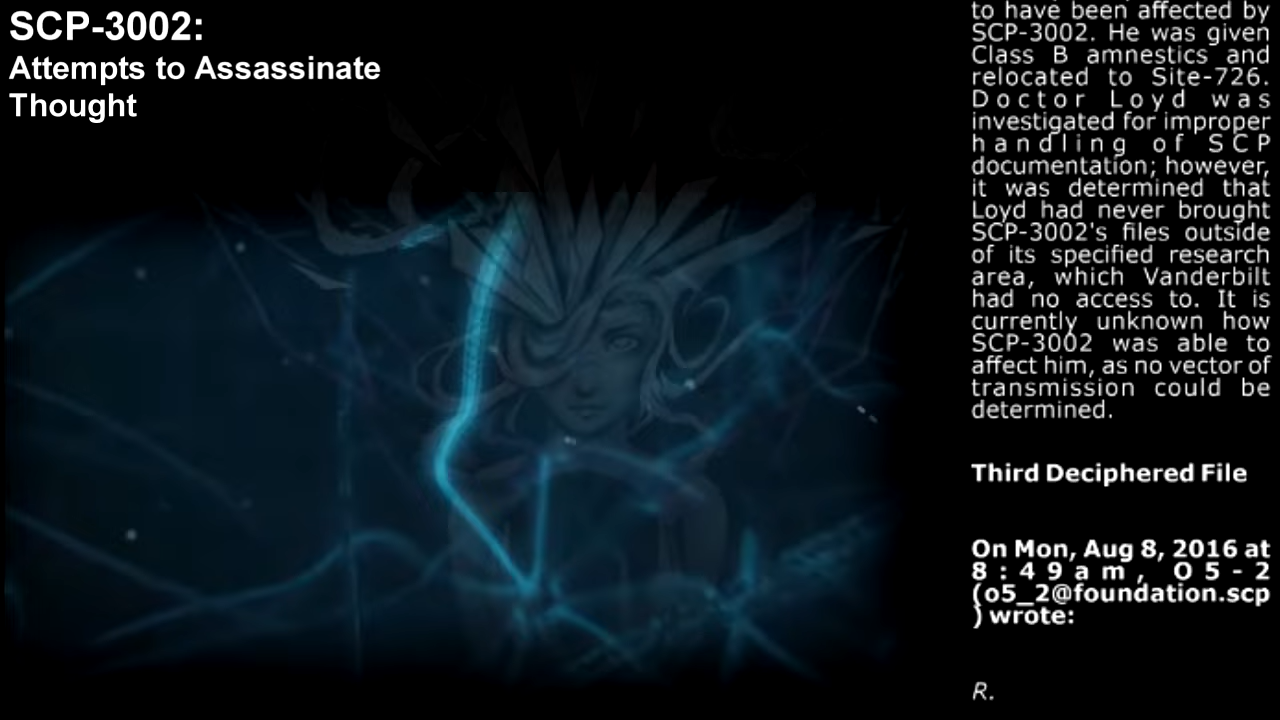 SCP-3002:
Attempts to Assassinate
Thought
to have been affected by
SCP-3002. He was given
Class B amnestics and
relocated to Site-726.
Doctor Loyd was
investigated for improper
handling of SCP
documentation; however,
it was determined that
Loyd had never brought
SCP-3002's files outside
of its specified research
area, which Vanderbilt
had no access to. It is
currently unknown how
SCP-3002 was able to
affect him, as no vector of
transmission could be
determined.
Third Deciphered File
On Mon, Aug 8, 2016 at
8:49am, O5-2
(o5_2@foundation.scp
) wrote:
R.